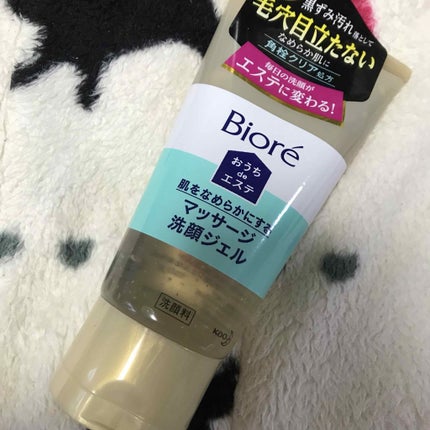 黒ずみ汚れ落として
毛穴目立たない
なめらか肌に
角栓クリア処方
毎日の洗顔が
エステに変わる!
Bioré
おうち
de
エステ
肌をなめらかにする
マッサージ
洗顔ジェル
洗顔料
KAO